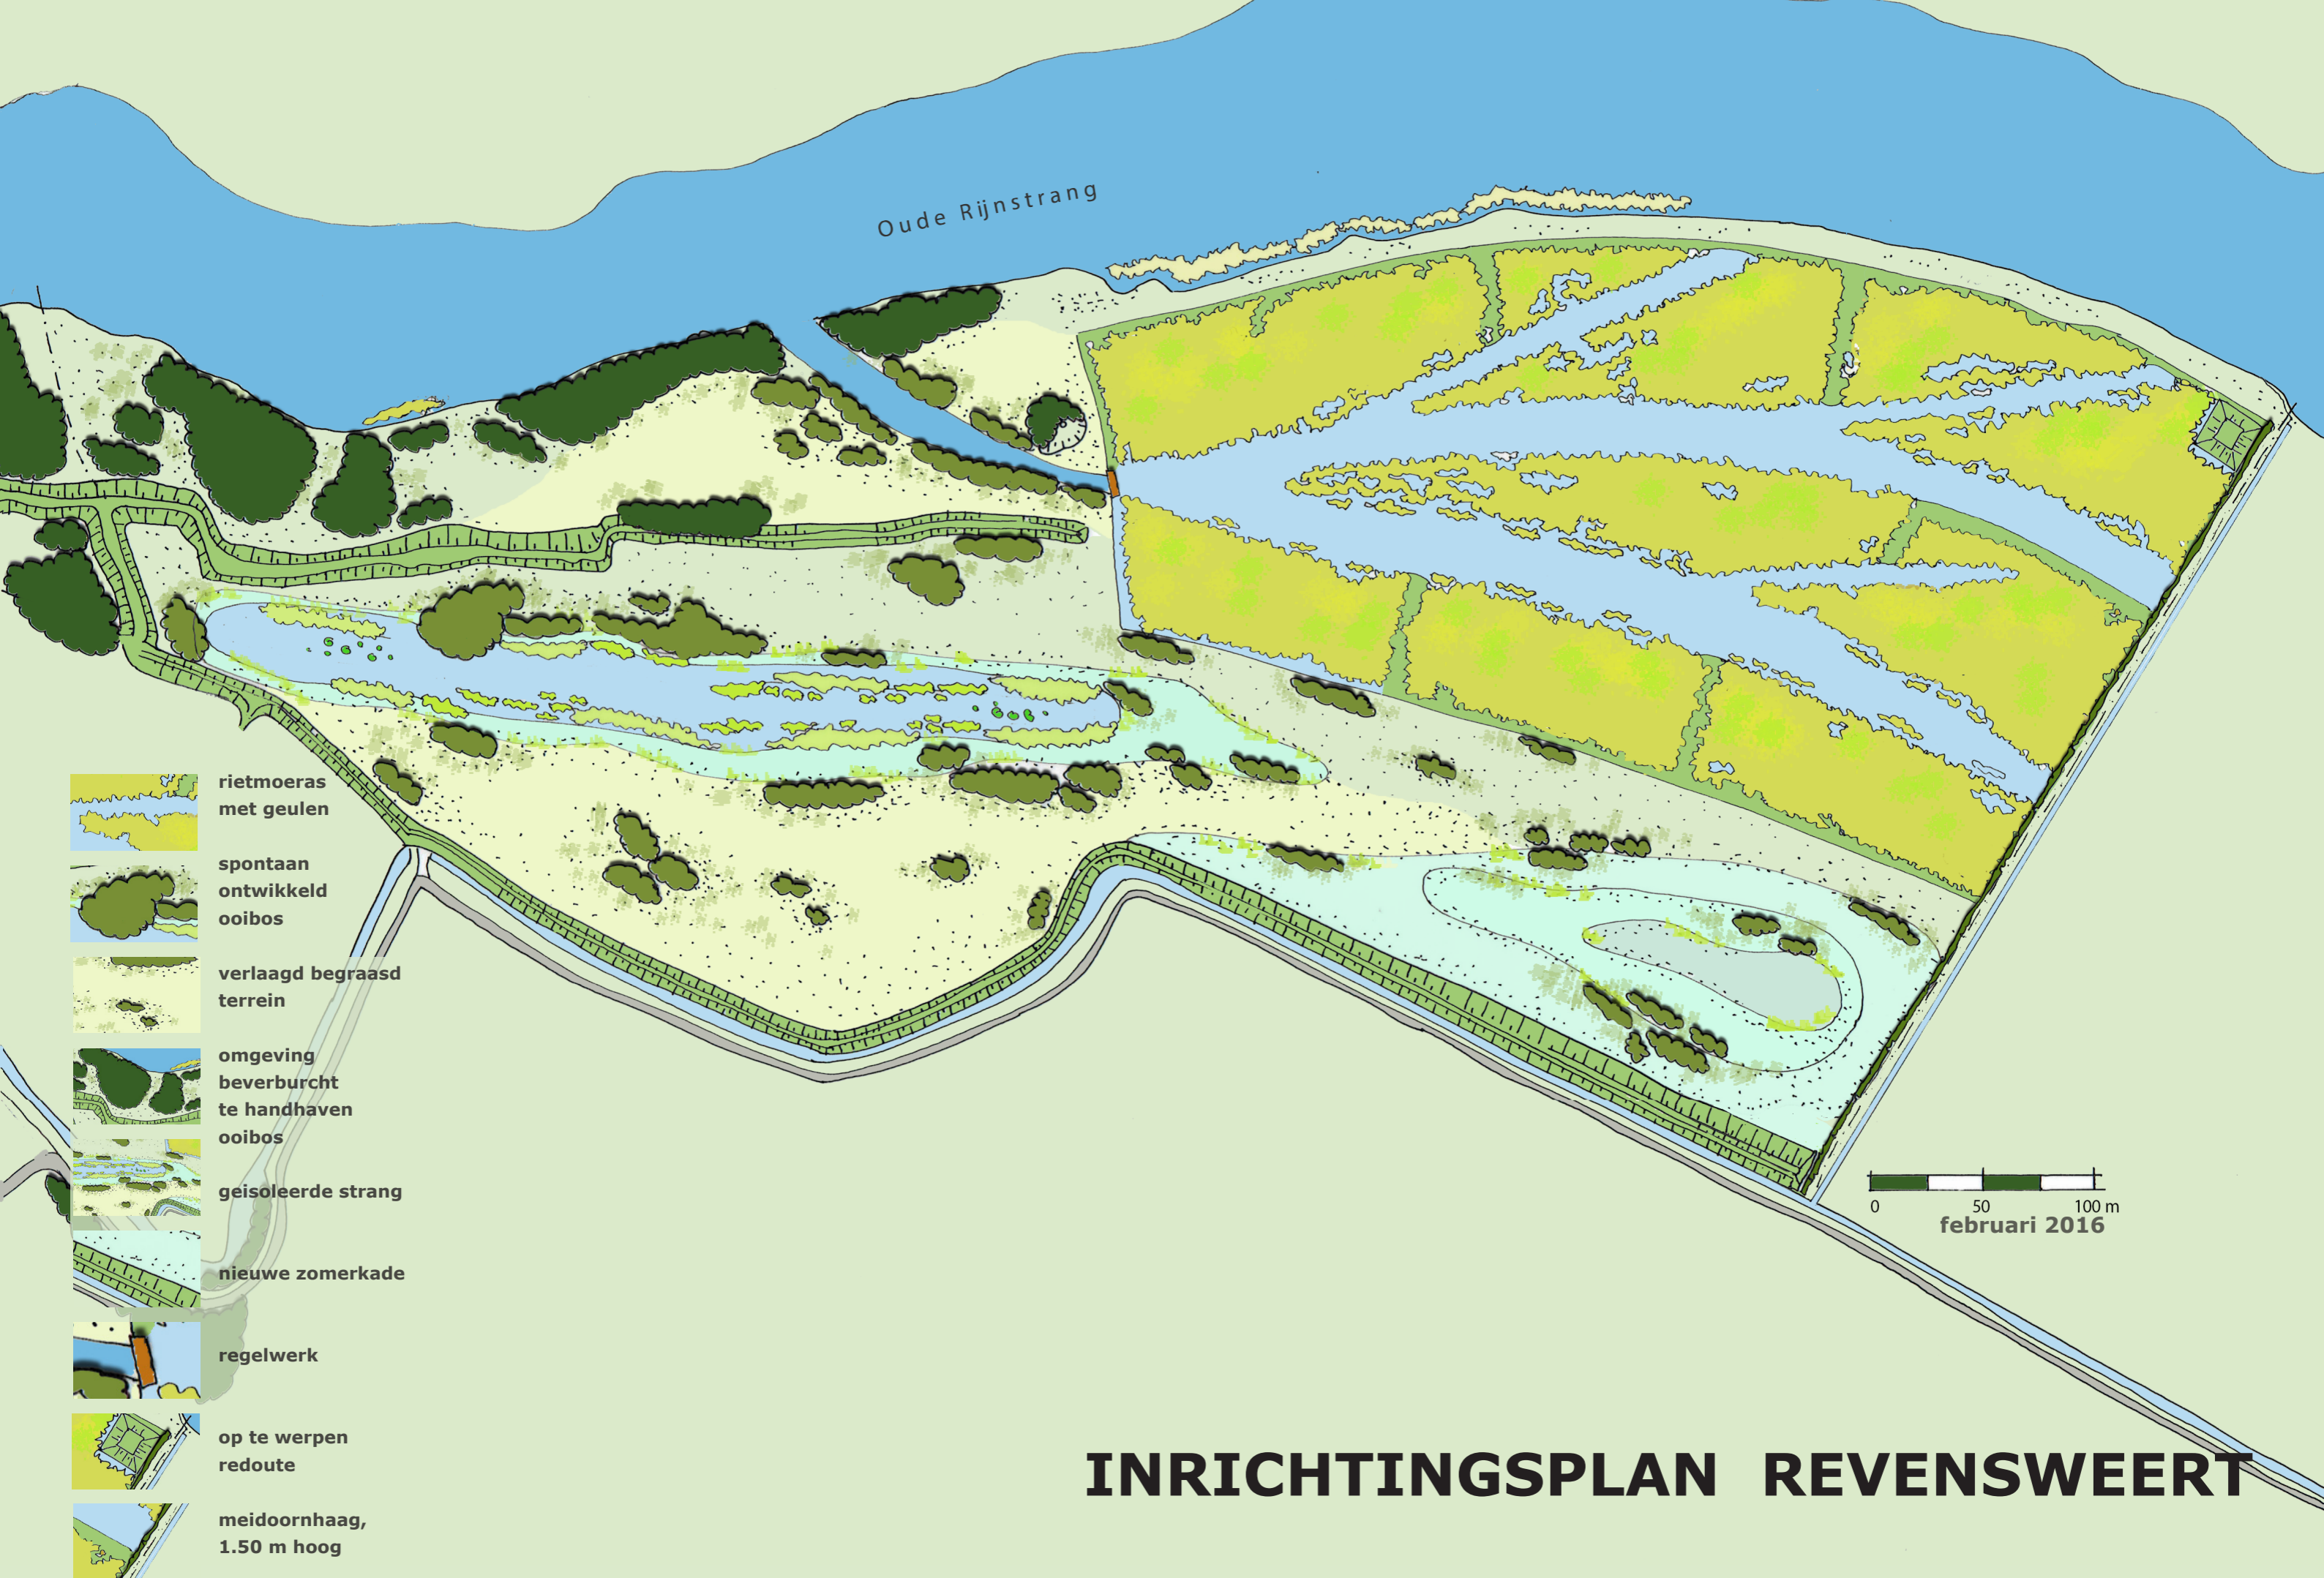 Oude Rijnstrang
rietmoeras
met geulen
spontaan
ontwikkeld
ooibos
verlaagd begraasd
terrein
omgeving
beverburcht
te handhaven
ooibos
geisoleerde strang
nieuwe zomerkade
regelwerk
op te werpen
redoute
meidoornhaag,
1.50 m hoog
0 50 100 m
februari 2016
INRICHTINGSPLAN REVENSWEERT